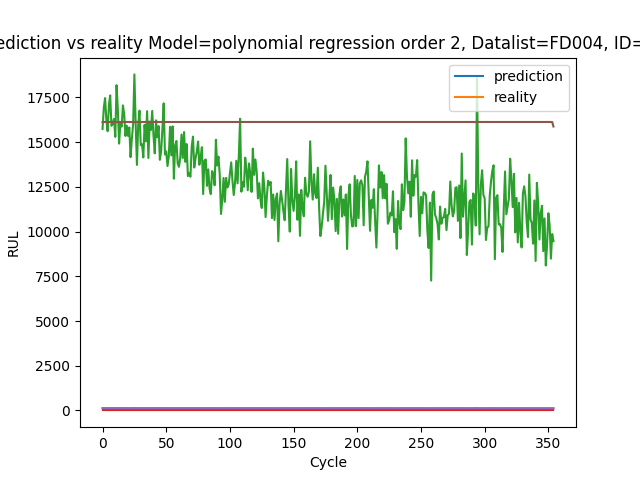 ediction vs reality Model=polynomial regression order 2, Datalist=FD004, ID=
prediction
reality
17500
15000
12500
10000
7500
5000
2500
0
RUL
0 50 100 150 200 250 300 350
Cycle